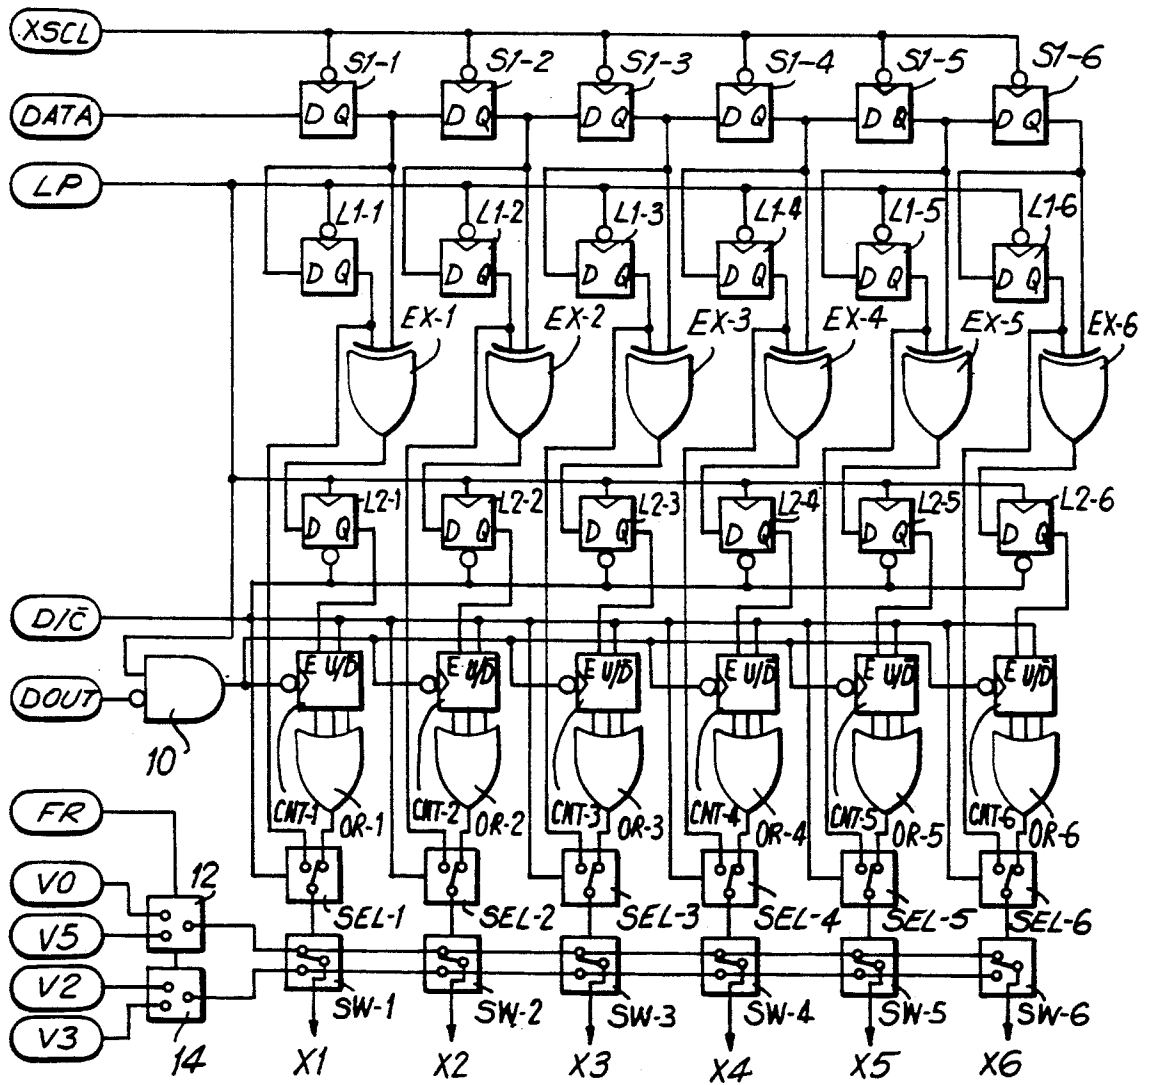 XSCL
S1-1 S1-2 S1-3 S1-4 S1-5 S1-6
DATA
D Q D Q D Q D Q D Q D Q
LP
L1-1 L1-2 L1-3 L1-4 L1-5 L1-6
D Q D Q D Q D Q D Q D Q
EX-1 EX-2 EX-3 EX-4 EX-5 EX-6
L2-1 L2-2 L2-3 L2-4 L2-5 L2-6
D Q D Q D Q D Q D Q D Q
D/C̅
E U/D̅ E U/D̅ E U/D̅ E U/D̅ E U/D̅ E U/D̅
DOUT
10
CNT-1 OR-1 CNT-2 OR-2 CNT-3 OR-3 CNT-4 OR-4 CNT-5 OR-5 CNT-6 OR-6
FR
V0
12
V5
SEL-1 SEL-2 SEL-3 SEL-4 SEL-5 SEL-6
V2
V3
14
SW-1 SW-2 SW-3 SW-4 SW-5 SW-6
X1 X2 X3 X4 X5 X6